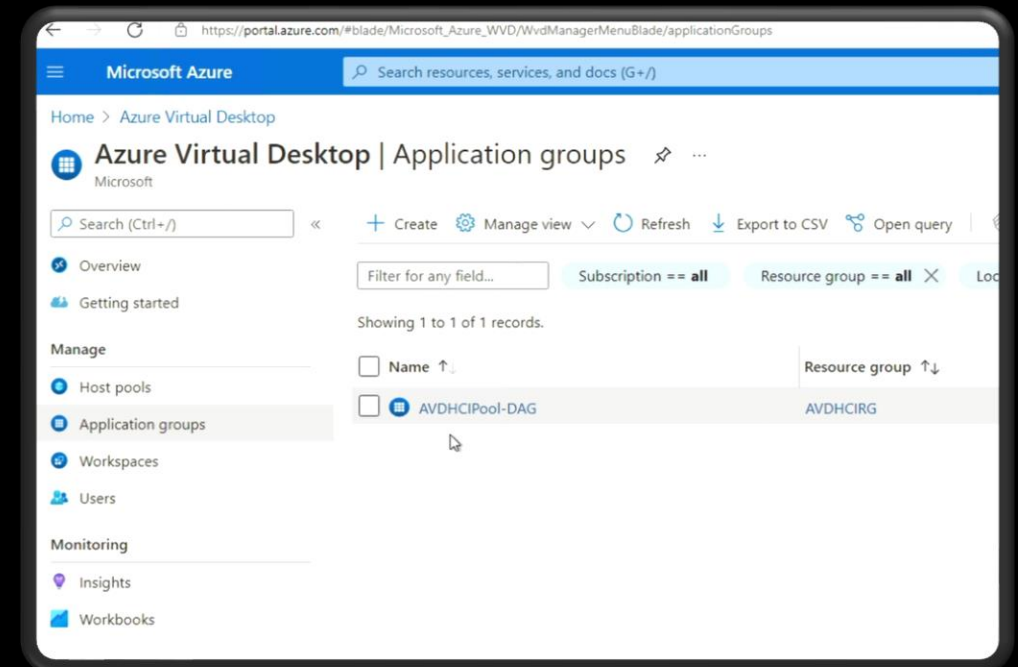 https://portal.azure.com/#blade/Microsoft_Azure_WVD/WvdManagerMenuBlade/applicationGroups
Microsoft Azure
Search resources, services, and docs (G+/)
Home > Azure Virtual Desktop
Azure Virtual Desktop | Application groups ...
Microsoft
Search (Ctrl+/) «
+ Create Manage view Refresh Export to CSV Open query
Overview
Getting started
Manage
Host pools
Application groups
Workspaces
Users
Monitoring
Insights
Workbooks
Filter for any field... Subscription == all Resource group == all Loc
Showing 1 to 1 of 1 records.
Name ↑↓ Resource group ↑↓
AVDHCIPool-DAG AVDHCIRG